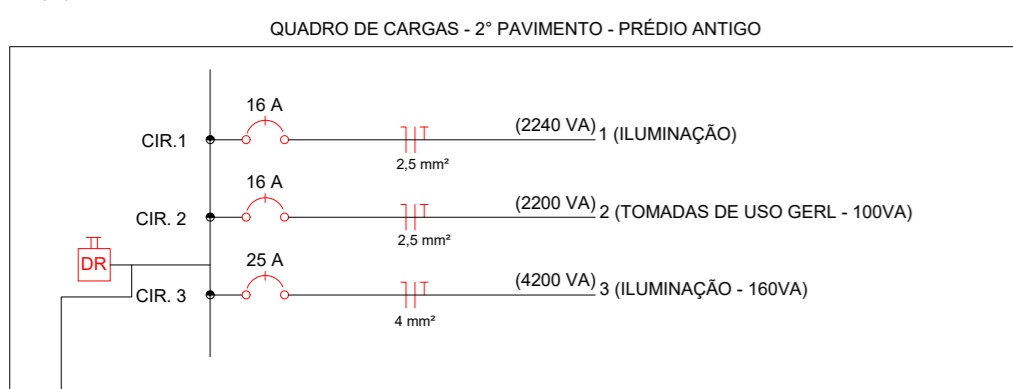 QUADRO DE CARGAS - 2° PAVIMENTO - PRÉDIO ANTIGO
16 A
CIR.1
(2240 VA) 1 (ILUMINAÇÃO)
2,5 mm²
16 A
CIR. 2
(2200 VA) 2 (TOMADAS DE USO GERL - 100VA)
2,5 mm²
DR
25 A
CIR. 3
(4200 VA) 3 (ILUMINAÇÃO - 160VA)
4 mm²